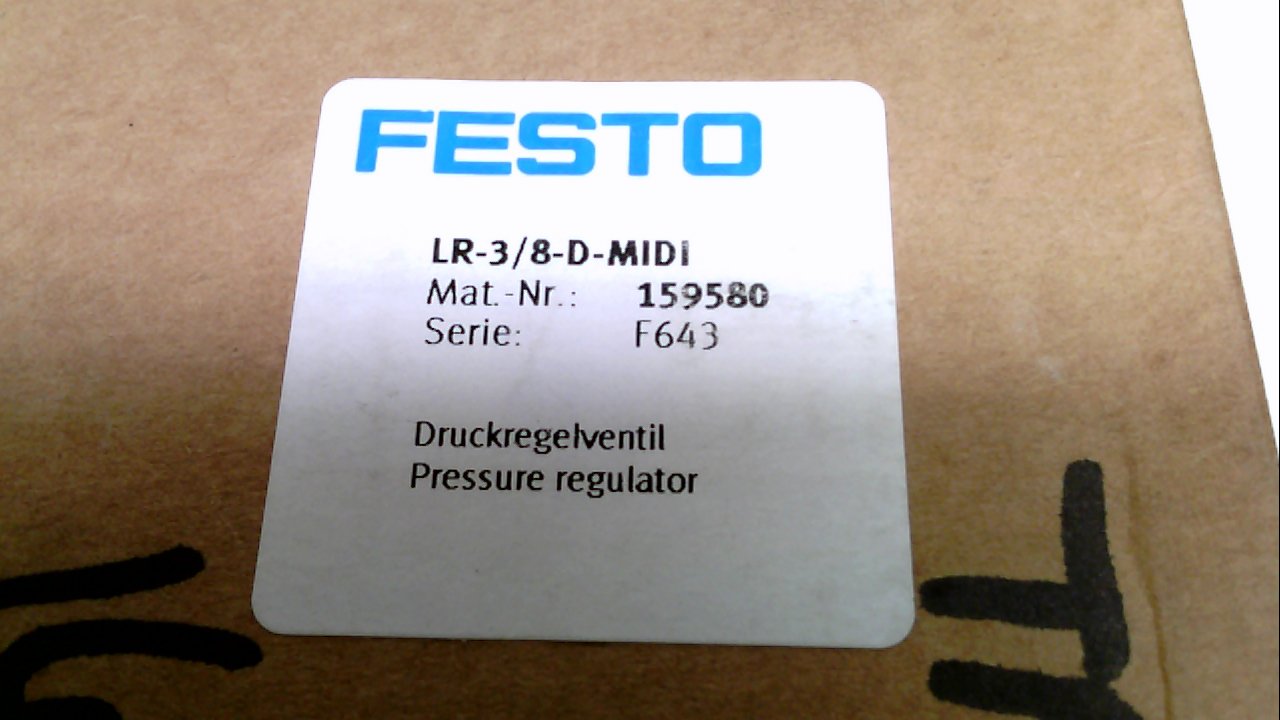 FESTO
LR-3/8-D-MIDI
Mat.-Nr.: 159580
Serie: F643
Druckregelventil
Pressure regulator